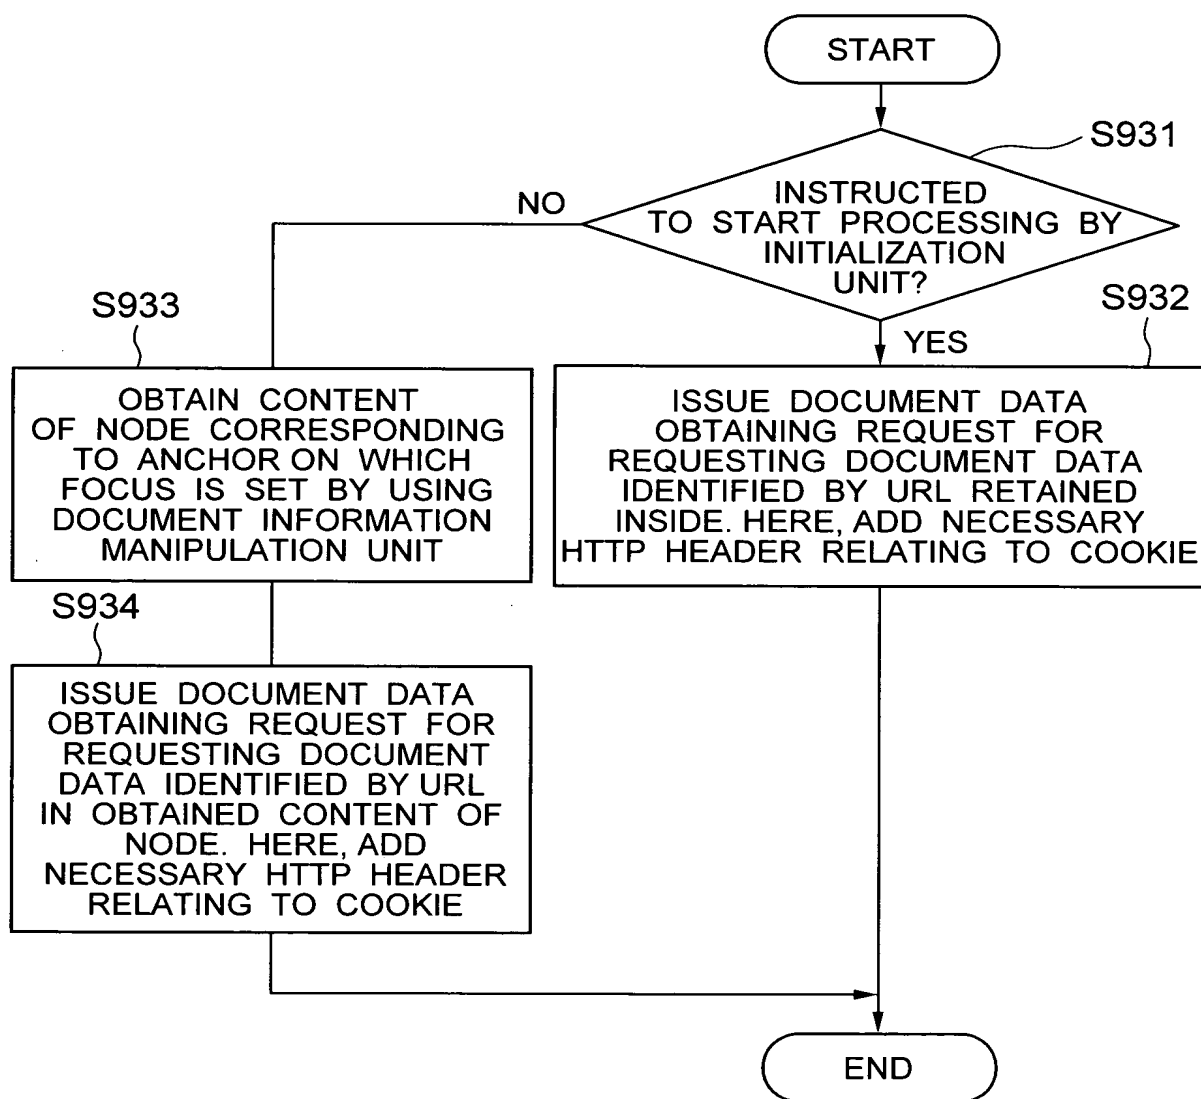 START
S931
INSTRUCTED
TO START PROCESSING BY
INITIALIZATION
UNIT?
NO
YES
S932
ISSUE DOCUMENT DATA
OBTAINING REQUEST FOR
REQUESTING DOCUMENT DATA
IDENTIFIED BY URL RETAINED
INSIDE. HERE, ADD NECESSARY
HTTP HEADER RELATING TO COOKIE
S933
OBTAIN CONTENT
OF NODE CORRESPONDING
TO ANCHOR ON WHICH
FOCUS IS SET BY USING
DOCUMENT INFORMATION
MANIPULATION UNIT
S934
ISSUE DOCUMENT DATA
OBTAINING REQUEST FOR
REQUESTING DOCUMENT
DATA IDENTIFIED BY URL
IN OBTAINED CONTENT OF
NODE. HERE, ADD
NECESSARY HTTP HEADER
RELATING TO COOKIE
END